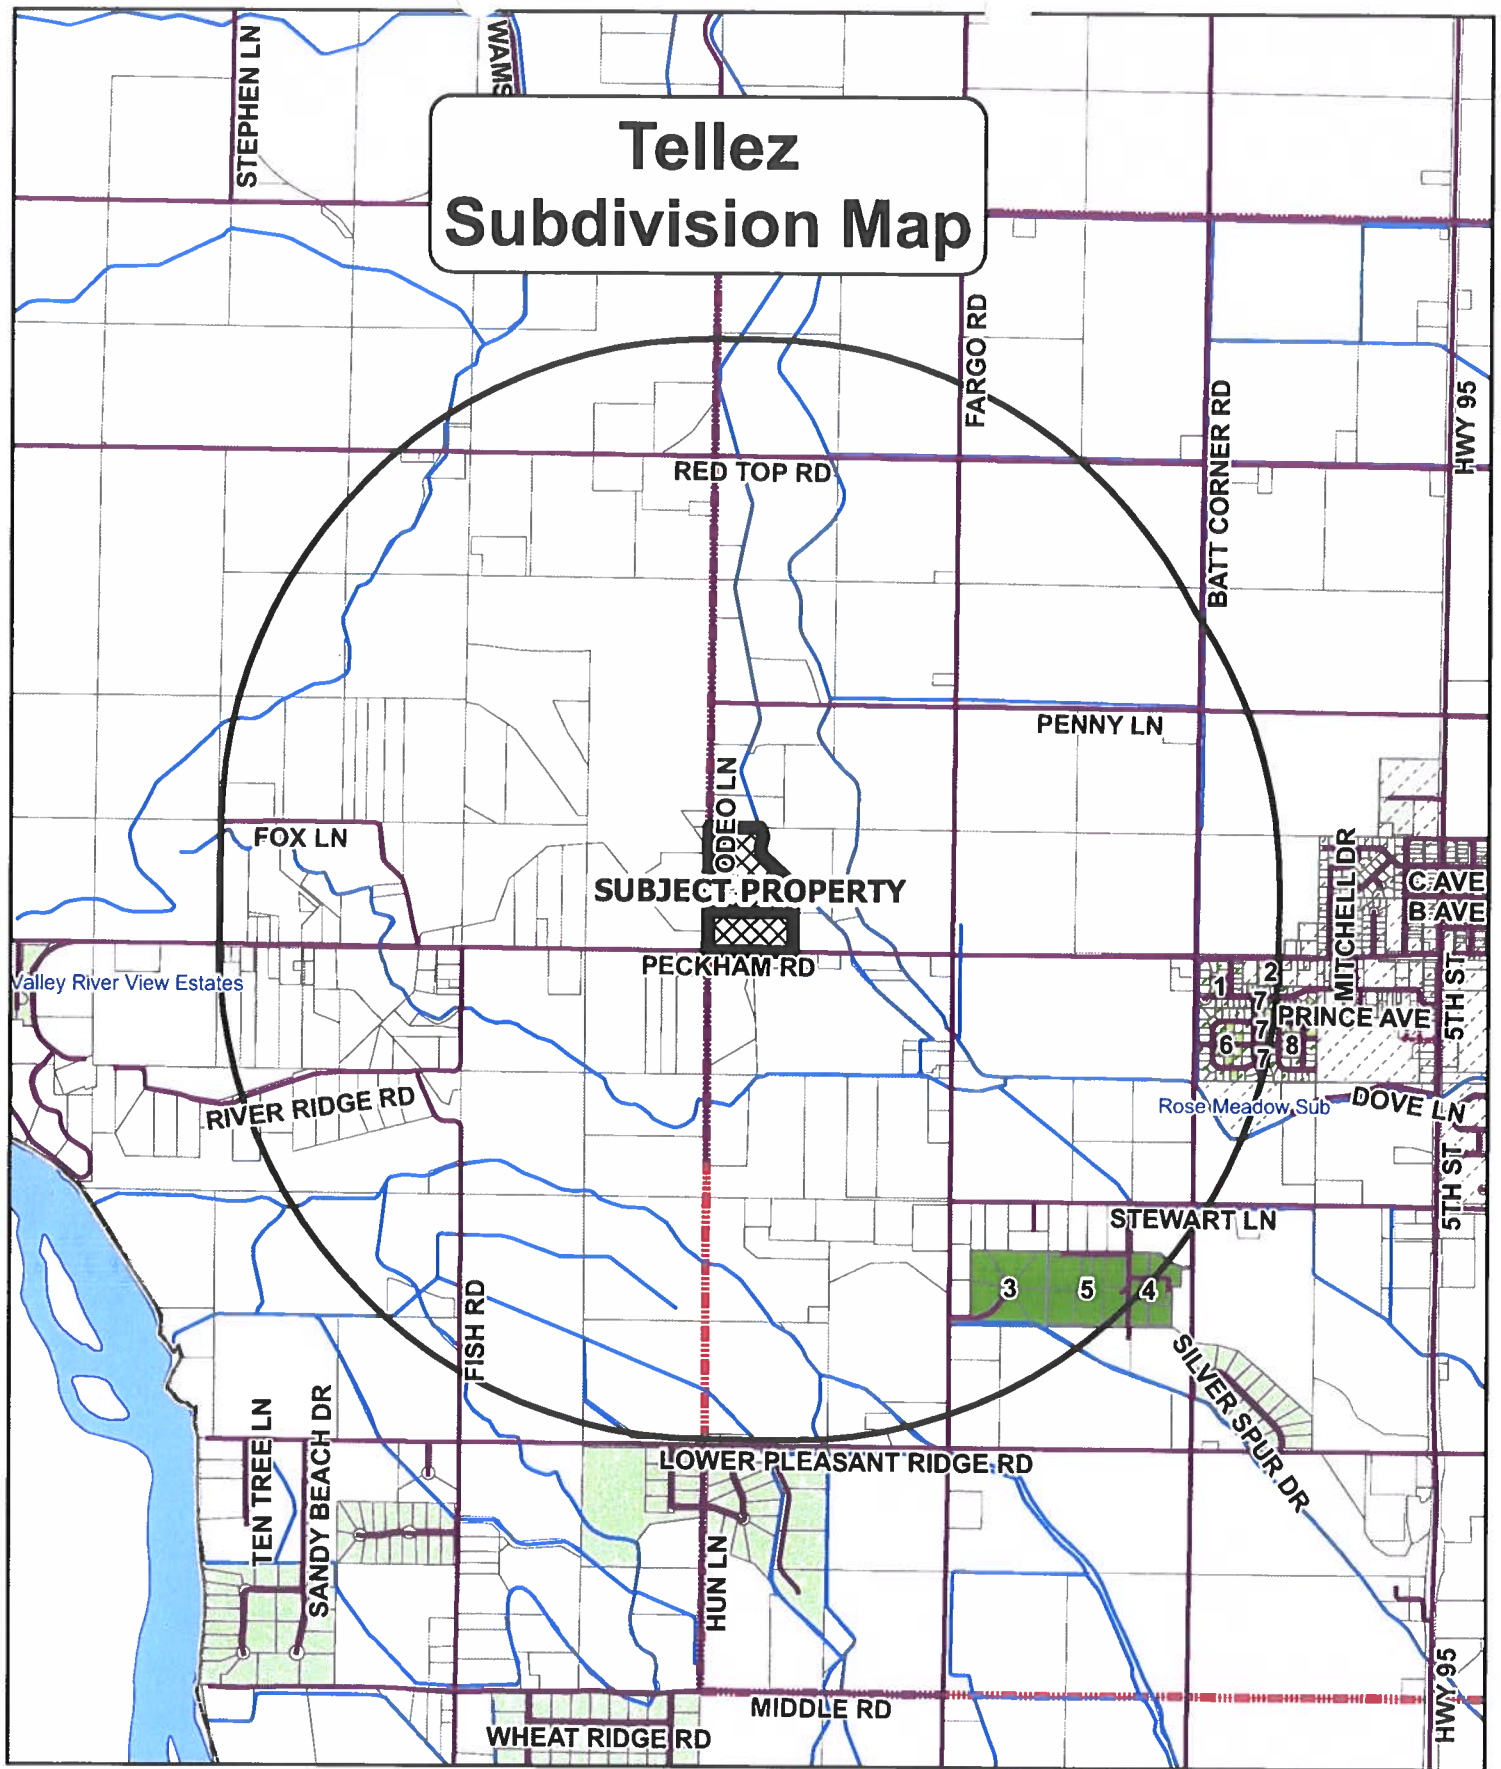 STEPHEN LN
WAMS
Tellez
Subdivision Map
FARGO RD
BATT CORNER RD
HWY 95
RED TOP RD
PENNY LN
ODEO LN
FOX LN
SUBJECT PROPERTY
MITCHELL DR
C AVE
B AVE
PECKHAM RD
Valley River View Estates
1
2
7
PRINCE AVE
7
6
8
7
5TH ST
RIVER RIDGE RD
Rose Meadow Sub
DOVE LN
STEWART LN
5TH ST
3
5
4
FISH RD
SILVER SPUR DR
TEN TREE LN
SANDY BEACH DR
LOWER PLEASANT RIDGE RD
HUN LN
MIDDLE RD
WHEAT RIDGE RD
HWY 95